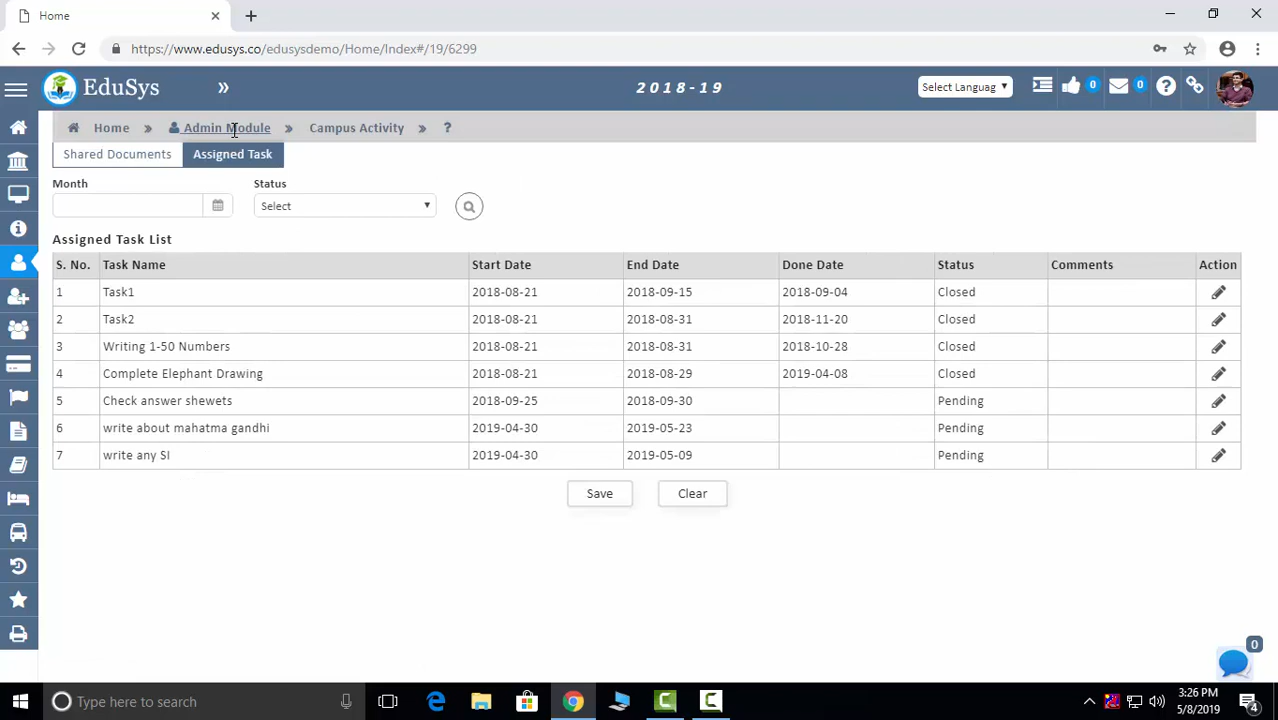 Home
https://www.edusys.co/edusysdemo/Home/Index#/19/6299
EduSys
2018-19
Select Languag
0
0
Home
Admin Module
Campus Activity
?
Shared Documents
Assigned Task
Month
Status
Select
Assigned Task List
S. No. Task Name Start Date End Date Done Date Status Comments Action
1 Task1 2018-08-21 2018-09-15 2018-09-04 Closed
2 Task2 2018-08-21 2018-08-31 2018-11-20 Closed
3 Writing 1-50 Numbers 2018-08-21 2018-08-31 2018-10-28 Closed
4 Complete Elephant Drawing 2018-08-21 2018-08-29 2019-04-08 Closed
5 Check answer shewets 2018-09-25 2018-09-30 Pending
6 write about mahatma gandhi 2019-04-30 2019-05-23 Pending
7 write any SI 2019-04-30 2019-05-09 Pending
Save
Clear
0
Type here to search
3:26 PM
5/8/2019
4